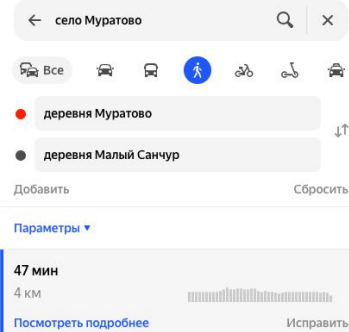 село Муратово
Все
деревня Муратово
деревня Малый Санчур
Добавить Сбросить
Параметры ▾
47 мин
4 км
Посмотреть подробнее Исправить